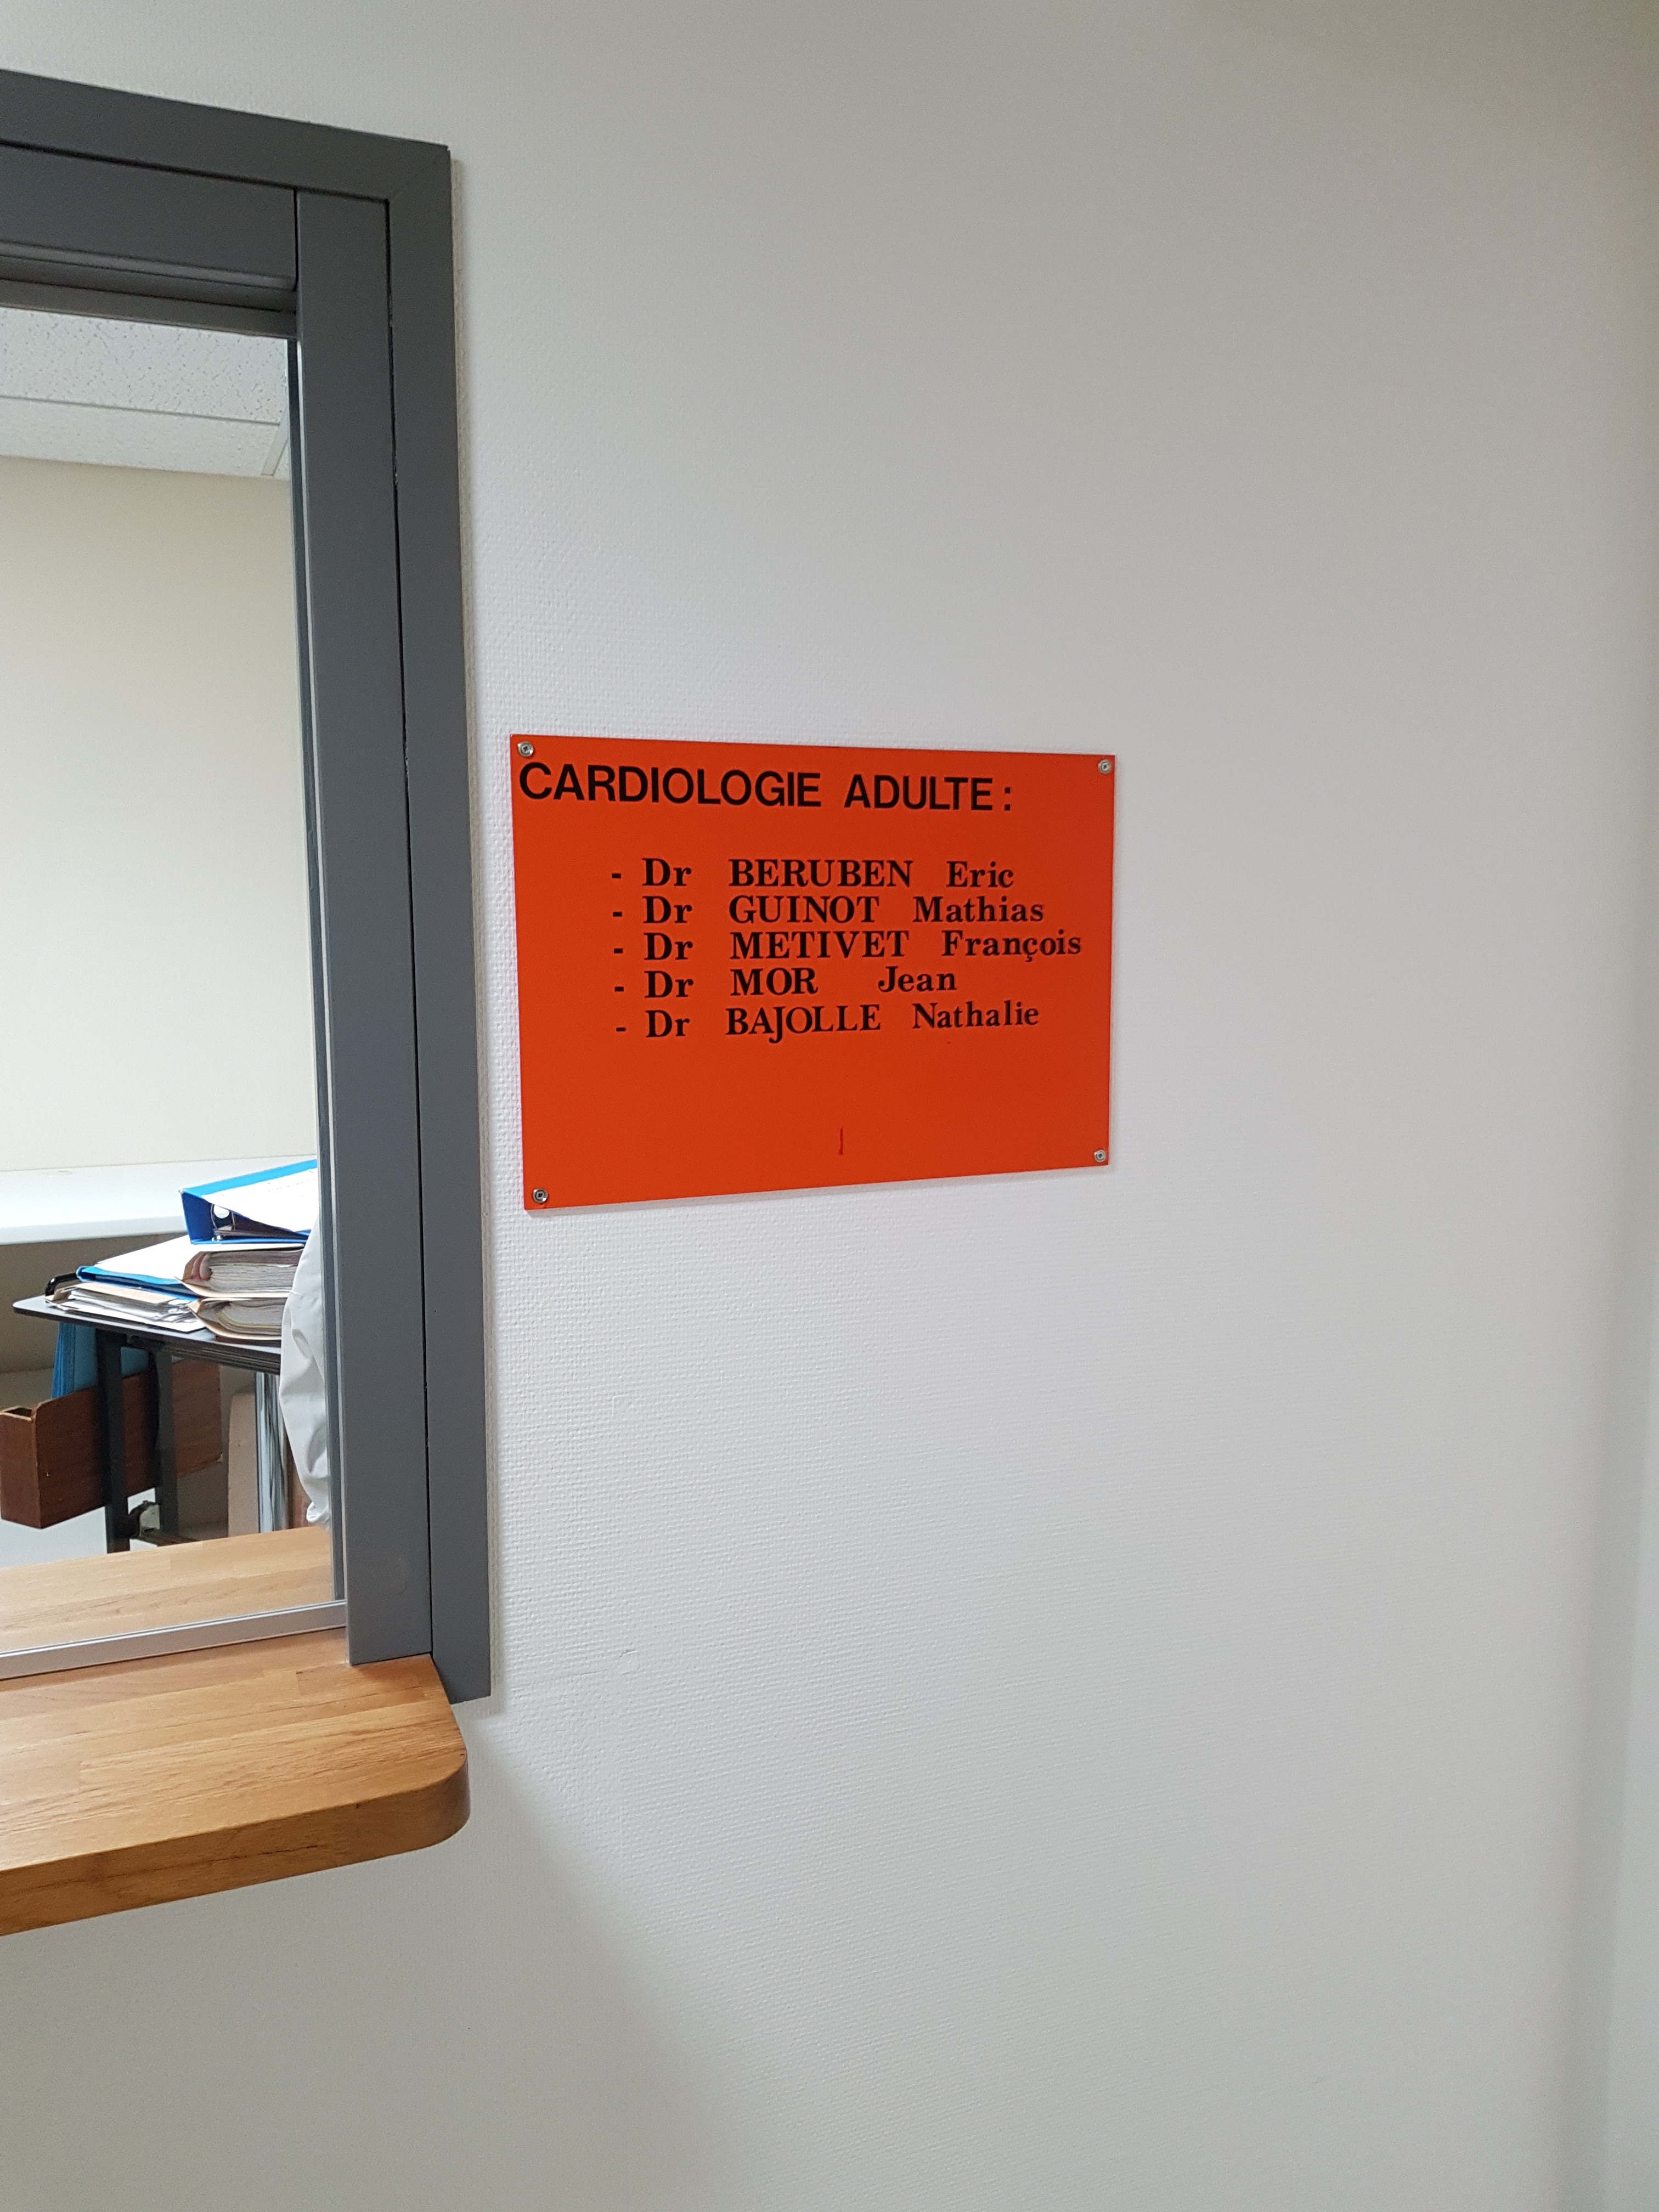 CARDIOLOGIE ADULTE :
- Dr BERUBEN Eric
- Dr GUINOT Mathias
- Dr METIVET François
- Dr MOR Jean
- Dr BAJOLLE Nathalie